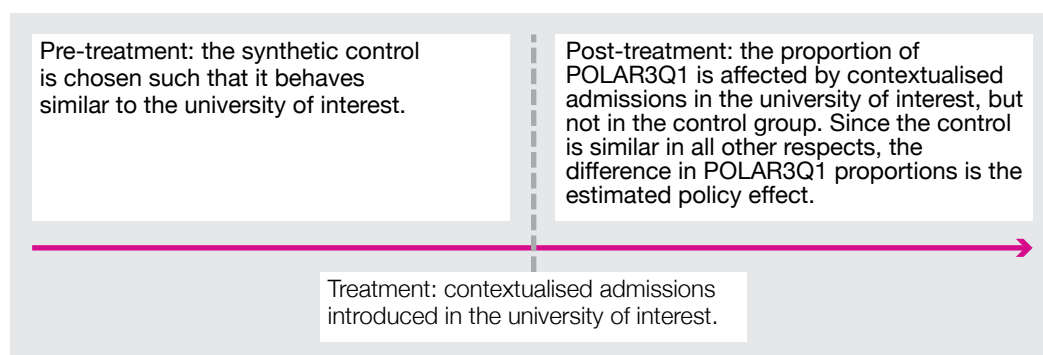 Pre-treatment: the synthetic control
is chosen such that it behaves
similar to the university of interest.
Post-treatment: the proportion of
POLAR3Q1 is affected by contextualised
admissions in the university of interest, but
not in the control group. Since the control
is similar in all other respects, the
difference in POLAR3Q1 proportions is the
estimated policy effect.
Treatment: contextualised admissions
introduced in the university of interest.